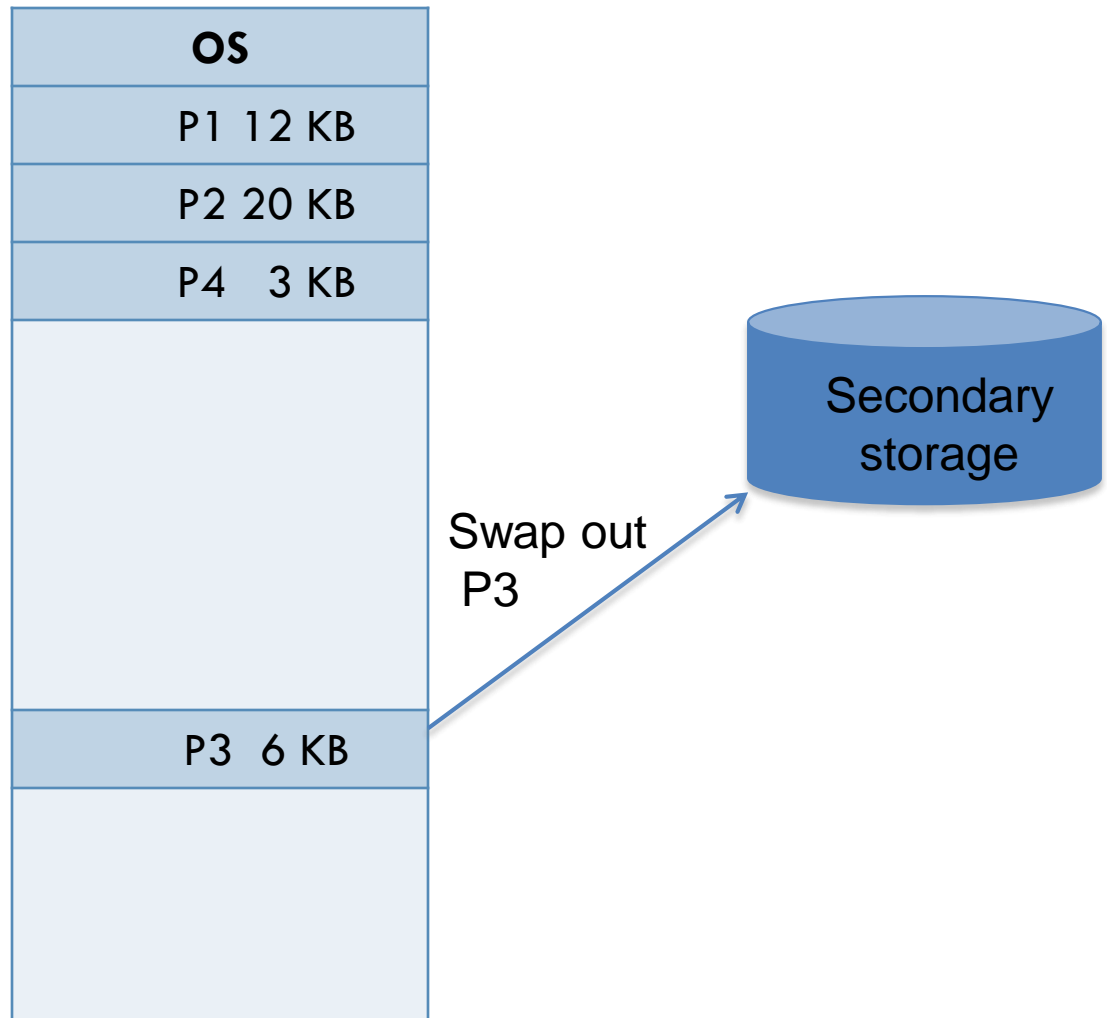 OS
P1 12 KB
P2 20 KB
P4 3 KB
Secondary
storage
Swap out
P3
P3 6 KB